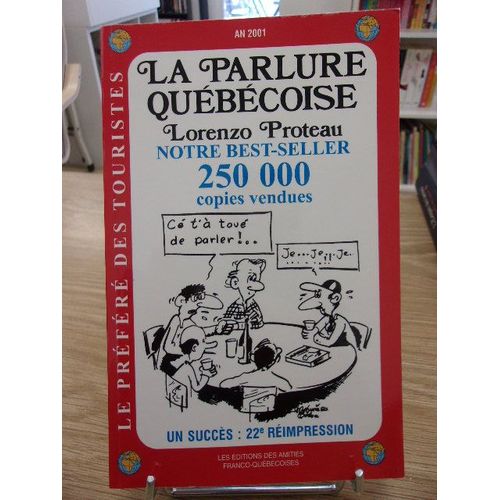 AN 2001
LA PARLURE
QUÉBÉCOISE
Lorenzo Proteau
NOTRE BEST-SELLER
250 000
copies vendues
LE PRÉFÉRÉ DES TOURISTES
Cé t'à toué
de parler!..
Je...Je,,Je..
UN SUCCÈS : 22e RÉIMPRESSION
LES ÉDITIONS DES AMITIÉS
FRANCO-QUÉBÉCOISES